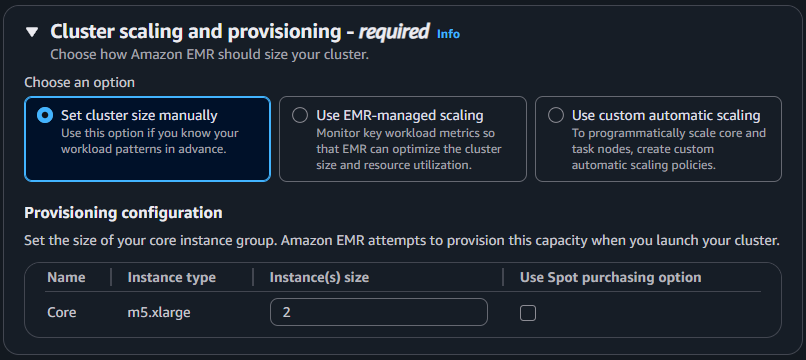 Cluster scaling and provisioning - required Info
Choose how Amazon EMR should size your cluster.
Choose an option
Set cluster size manually
Use this option if you know your
workload patterns in advance.
Use EMR-managed scaling
Monitor key workload metrics so
that EMR can optimize the cluster
size and resource utilization.
Use custom automatic scaling
To programmatically scale core and
task nodes, create custom
automatic scaling policies.
Provisioning configuration
Set the size of your core instance group. Amazon EMR attempts to provision this capacity when you launch your cluster.
Name Instance type Instance(s) size Use Spot purchasing option
Core m5.xlarge 2